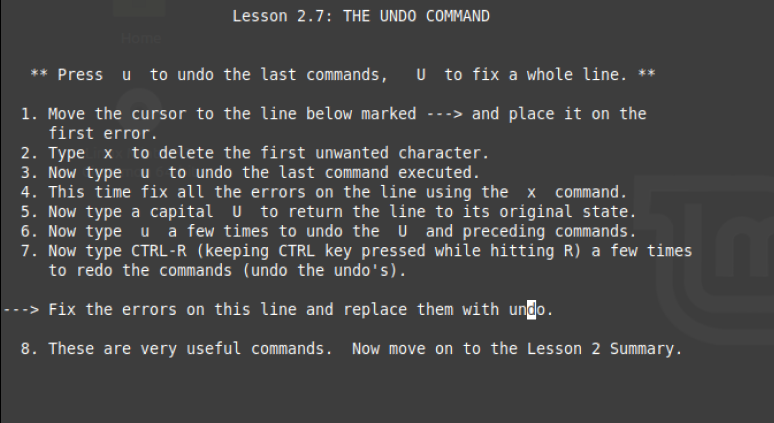 Lesson 2.7: THE UNDO COMMAND
** Press  u  to undo the last commands,   U  to fix a whole line. **
1. Move the cursor to the line below marked ---> and place it on the
first error.
2. Type  x  to delete the first unwanted character.
3. Now type  u  to undo the last command executed.
4. This time fix all the errors on the line using the  x  command.
5. Now type a capital  U  to return the line to its original state.
6. Now type  u  a few times to undo the  U  and preceding commands.
7. Now type CTRL-R (keeping CTRL key pressed while hitting R) a few times
to redo the commands (undo the undo's).
---> Fix the errors on this line and replace them with undo.
8. These are very useful commands.  Now move on to the Lesson 2 Summary.